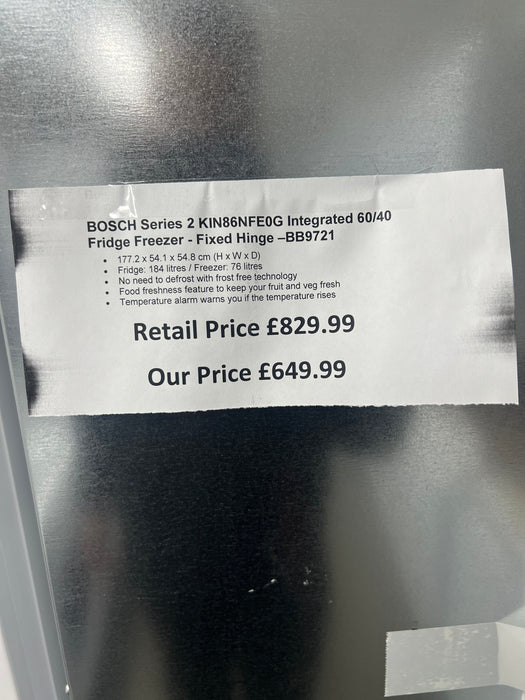 BOSCH Series 2 KIN86NFE0G Integrated 60/40
Fridge Freezer - Fixed Hinge –BB9721
• 177.2 x 54.1 x 54.8 cm (H x W x D)
• Fridge: 184 litres / Freezer: 76 litres
• No need to defrost with frost free technology
• Food freshness feature to keep your fruit and veg fresh
• Temperature alarm warns you if the temperature rises
Retail Price £829.99
Our Price £649.99